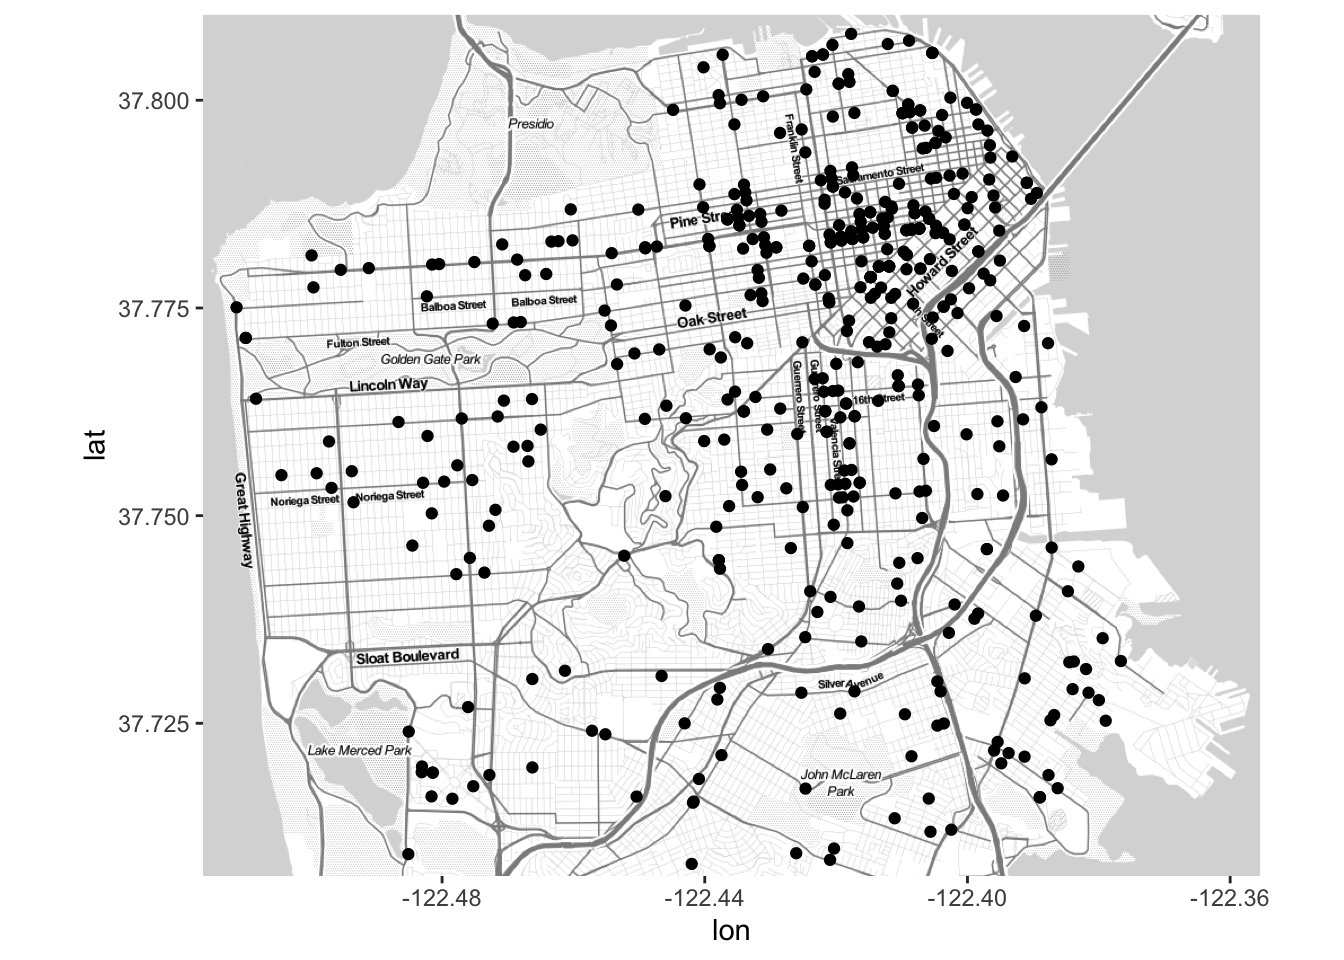 37.800
37.775
37.750
37.725
lat
Presidio
Franklin Street
Sacramento Street
Pine Stre
Howard Street
Balboa Street
Balboa Street
Oak Street
Street
Fulton Street
Golden Gate Park
Lincoln Way
Guerrero Street
Guerrero Street
16th Street
Valencia Street
Great Highway
Noriega Street
Noriega Street
Sloat Boulevard
Silver Avenue
Lake Merced Park
John McLaren
Park
-122.48
-122.44
-122.40
-122.36
lon